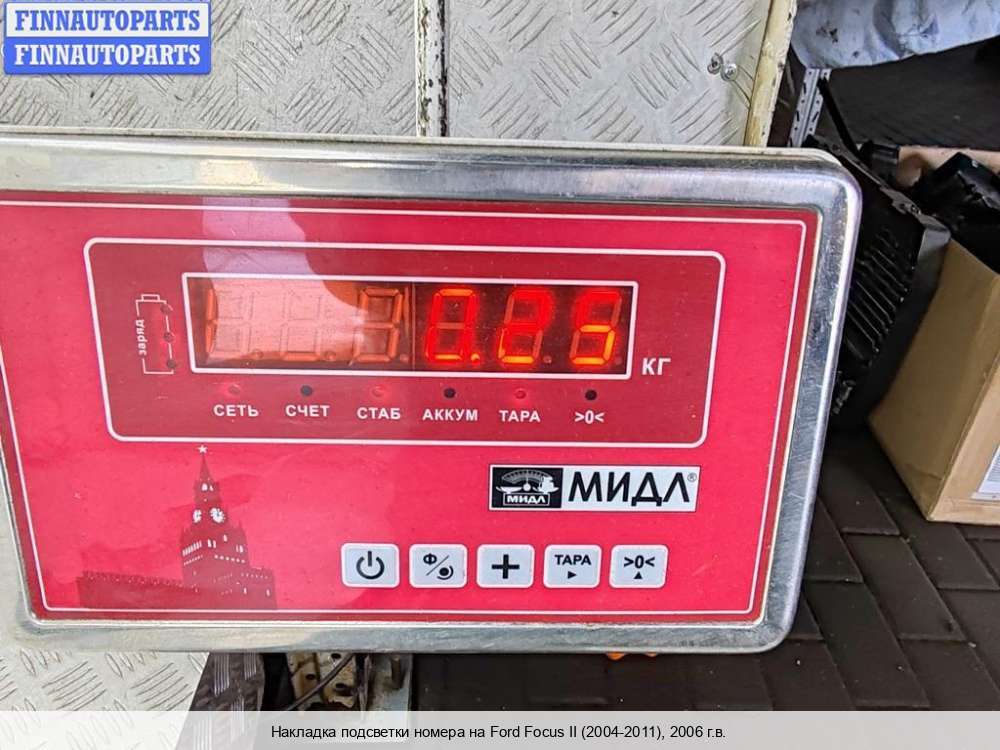 FINNAUTOPARTS
FINNAUTOPARTS
заряд
0.25
КГ
СЕТЬ СЧЕТ СТАБ АККУМ ТАРА >0<
МИДЛ МИДЛ®
Ф/ + ТАРА >0<
Накладка подсветки номера на Ford Focus II (2004-2011), 2006 г.в.